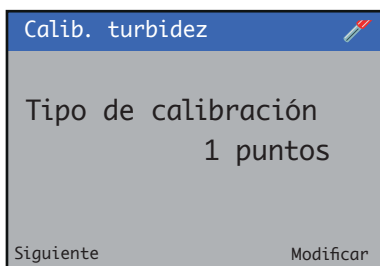 Calib. turbidez
Tipo de calibración
1 puntos
Siguiente Modificar